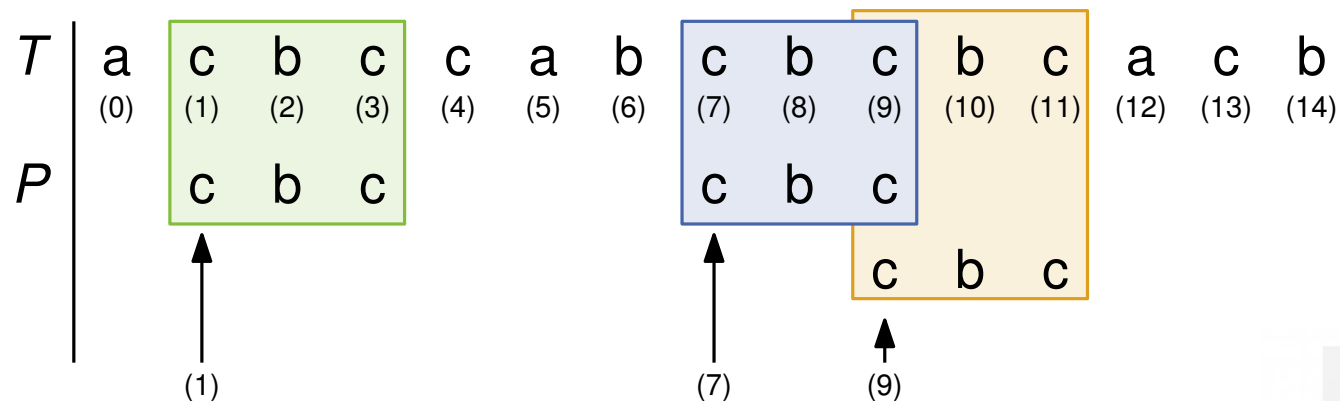 T a c b c c a b c b c b c a c b
(0) (1) (2) (3) (4) (5) (6) (7) (8) (9) (10) (11) (12) (13) (14)
P c b c c b c
c b c
(1) (7) (9)